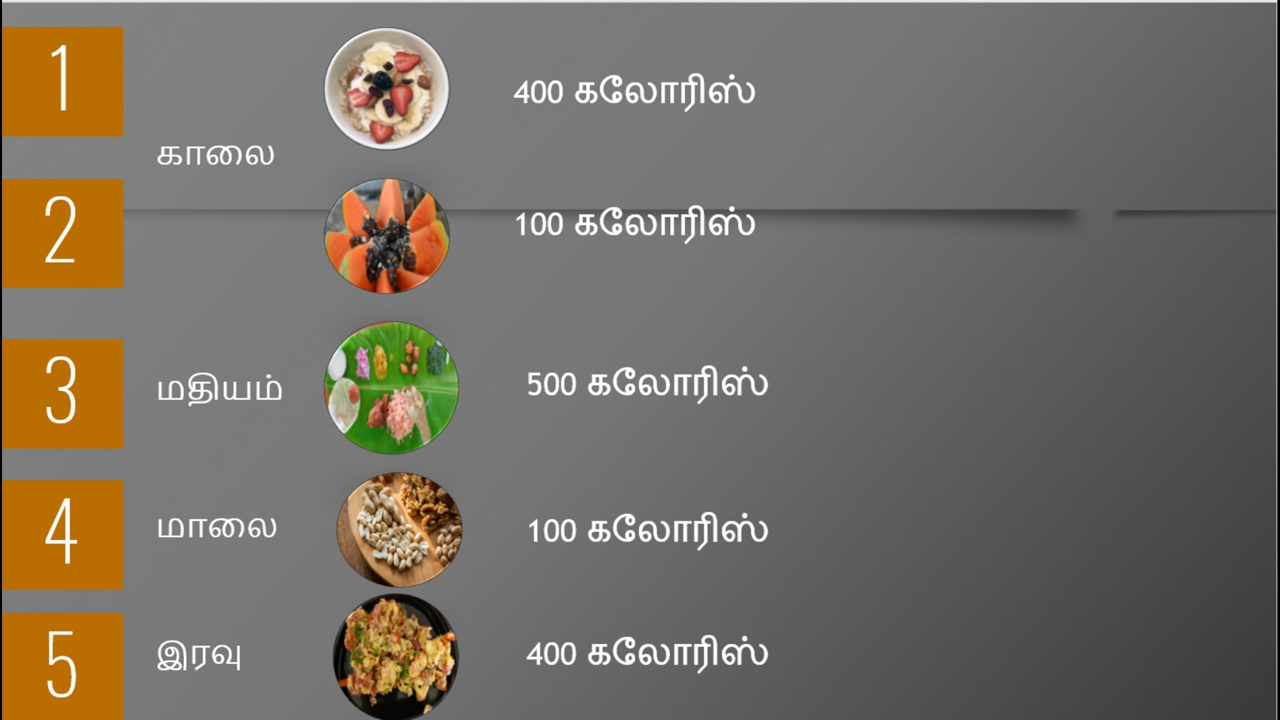 1
400 கலோரிஸ்
காலை
2
100 கலோரிஸ்
3
மதியம்
500 கலோரிஸ்
4
மாலை
100 கலோரிஸ்
5
இரவு
400 கலோரிஸ்